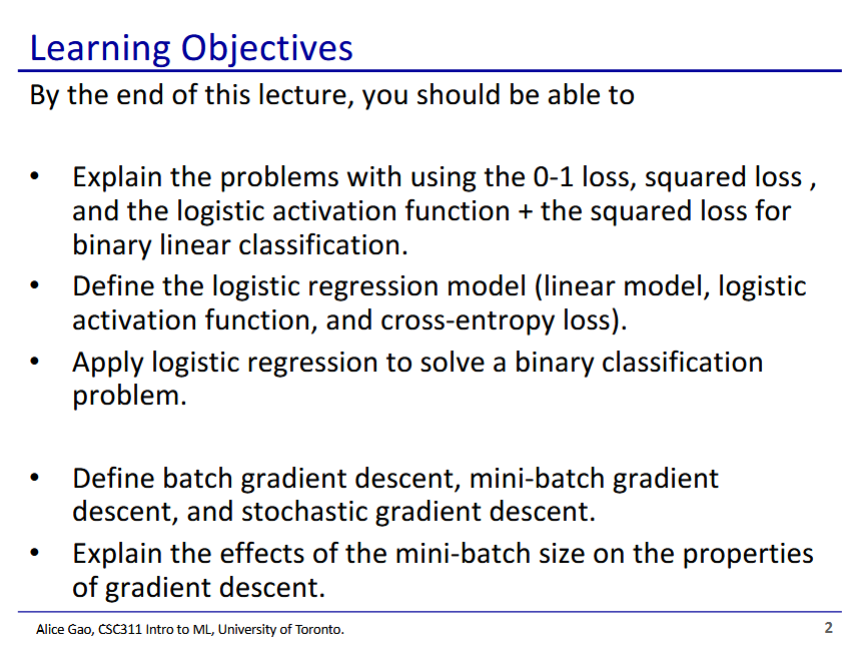 Learning Objectives
By the end of this lecture, you should be able to
• Explain the problems with using the 0-1 loss, squared loss ,
and the logistic activation function + the squared loss for
binary linear classification.
• Define the logistic regression model (linear model, logistic
activation function, and cross-entropy loss).
• Apply logistic regression to solve a binary classification
problem.
• Define batch gradient descent, mini-batch gradient
descent, and stochastic gradient descent.
• Explain the effects of the mini-batch size on the properties
of gradient descent.
Alice Gao, CSC311 Intro to ML, University of Toronto.
2